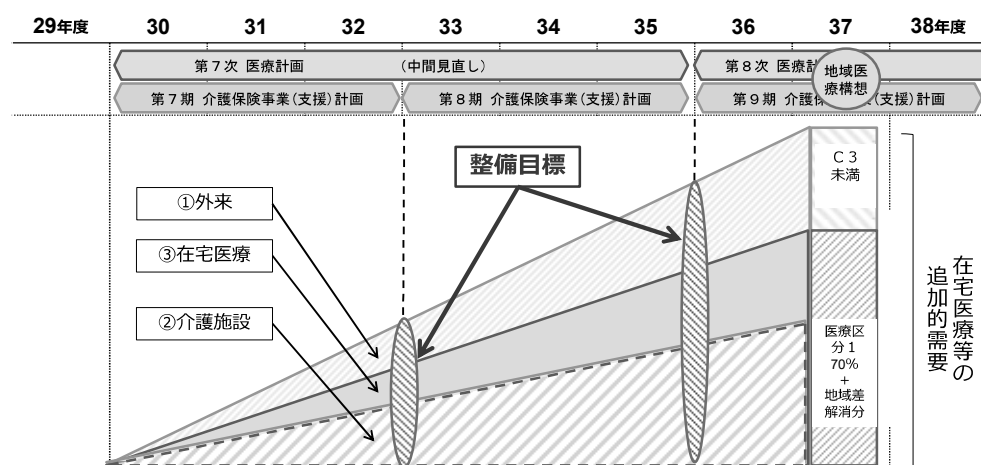 29年度 30 31 32 33 34 35 36 37 38年度
第７次 医療計画 (中間見直し) 第８次 医療計
地域医
療構想
第７期 介護保険事業(支援)計画 第８期 介護保険事業(支援)計画 第９期 介護保 (支援)計画
整備目標
①外来
③在宅医療
②介護施設
Ｃ３
未満
医療区
分１
70%
+
地域差
解消分
在宅医療等の
追加的需要